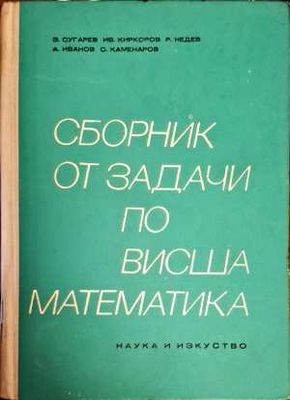 З. СУГАРЕВ ИВ. КИРКОРОВ Р. НЕДЕВ
А. ИВАНОВ С. КАМЕНАРОВ
СБОРНИК
ОТ ЗАДАЧИ
ПО
ВИСША
МАТЕМАТИКА
НАУКА И ИЗКУСТВО